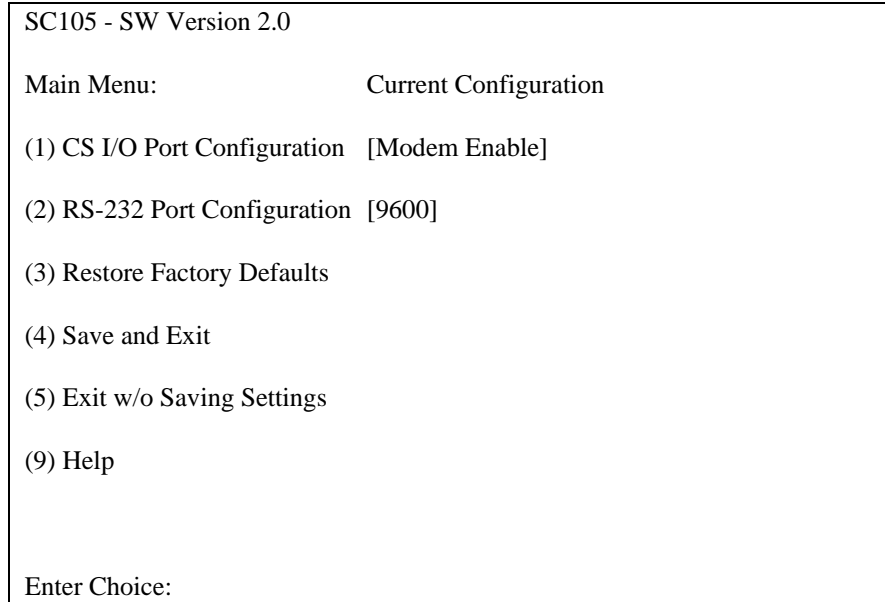 SC105 - SW Version 2.0
Main Menu: Current Configuration
(1) CS I/O Port Configuration [Modem Enable]
(2) RS-232 Port Configuration [9600]
(3) Restore Factory Defaults
(4) Save and Exit
(5) Exit w/o Saving Settings
(9) Help
Enter Choice: